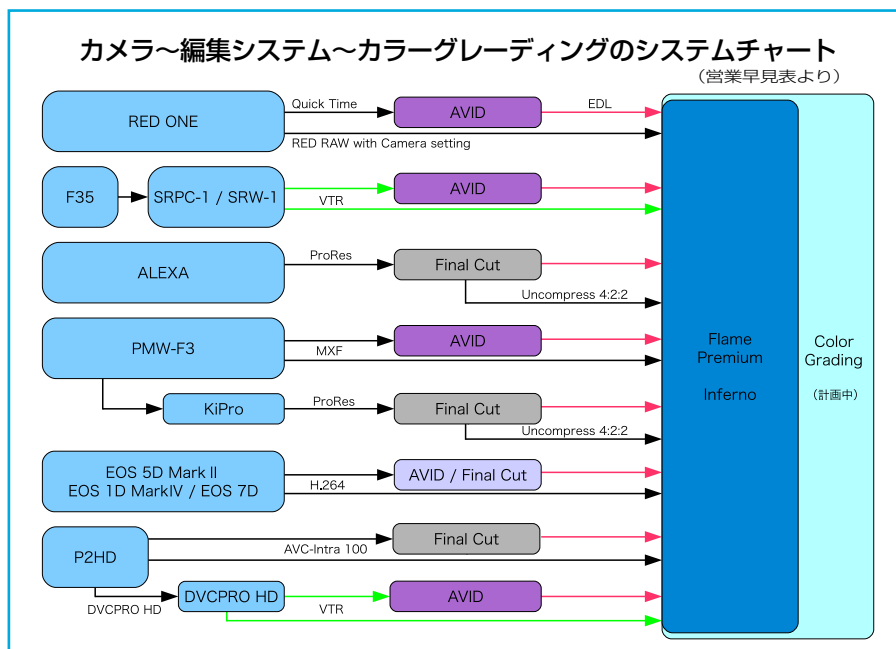 カメラ〜編集システム〜カラーグレーディングのシステムチャート
（営業早見表より）
Quick Time
AVID
EDL
RED ONE
RED RAW with Camera setting
F35
SRPC-1 / SRW-1
AVID
VTR
ProRes
Final Cut
ALEXA
Uncompress 4:2:2
PMW-F3
AVID
MXF
Flame
Premium
Inferno
Color
Grading
（計画中）
KiPro
ProRes
Final Cut
Uncompress 4:2:2
EOS 5D Mark II
EOS 1D MarkIV / EOS 7D
AVID / Final Cut
H.264
P2HD
Final Cut
AVC-Intra 100
DVCPRO HD
DVCPRO HD
AVID
VTR